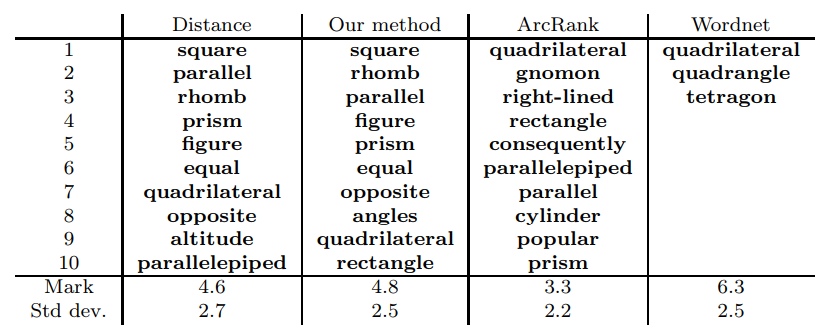 Distance Our method ArcRank Wordnet
1 square square quadrilateral quadrilateral
2 parallel rhomb gnomon quadrangle
3 rhomb parallel right-lined tetragon
4 prism figure rectangle
5 figure prism consequently
6 equal equal parallelepiped
7 quadrilateral opposite parallel
8 opposite angles cylinder
9 altitude quadrilateral popular
10 parallelepiped rectangle prism
Mark 4.6 4.8 3.3 6.3
Std dev. 2.7 2.5 2.2 2.5